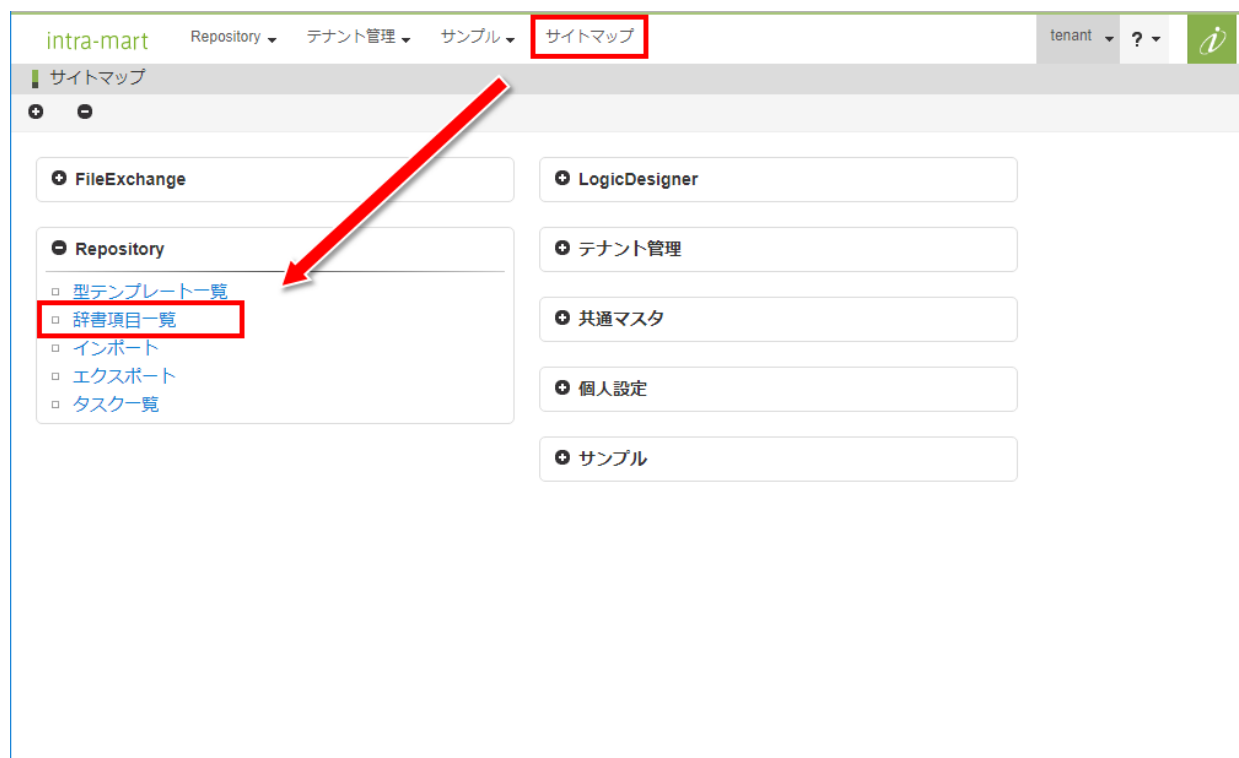 intra-mart Repository テナント管理 サンプル サイトマップ tenant ?
サイトマップ
FileExchange
Repository
型テンプレート一覧
辞書項目一覧
インポート
エクスポート
タスク一覧
LogicDesigner
テナント管理
共通マスタ
個人設定
サンプル